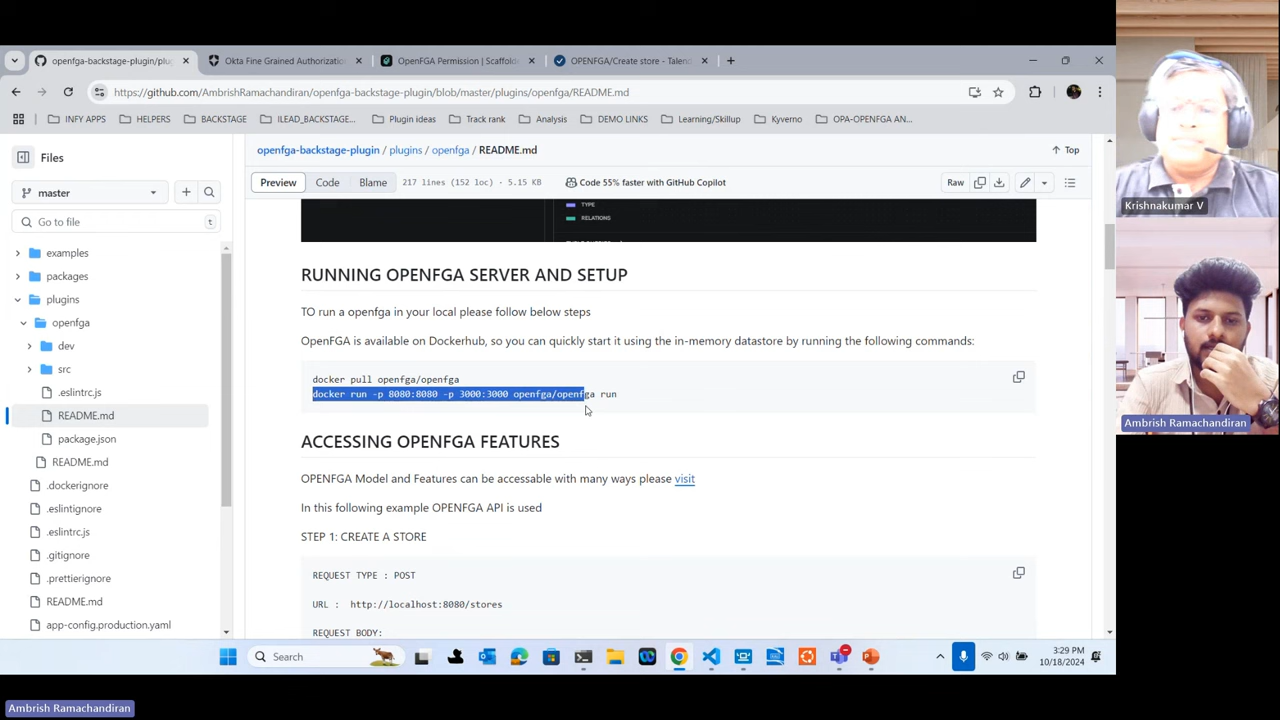 openfga-backstage-plugin/plug
Okta Fine Grained Authorization
OpenFGA Permission | Scaffold
OPENFGA/Create store - Talend
https://github.com/AmbrishRamachandiran/openfga-backstage-plugin/blob/master/plugins/openfga/README.md
INFY APPS
HELPERS
BACKSTAGE
ILEAD_BACKSTAGE...
Plugin ideas
Track rank
Analysis
DEMO LINKS
Learning/Skillup
Kyverno
OPA-OPENFGA AN...
Files
master
Go to file
t
examples
packages
plugins
openfga
dev
src
.eslintrc.js
README.md
package.json
README.md
.dockerignore
.eslintignore
.eslintrc.js
.gitignore
.prettierignore
README.md
app-config.production.yaml
openfga-backstage-plugin / plugins / openfga / README.md
Top
Preview
Code
Blame
217 lines (152 loc) · 5.15 KB
Code 55% faster with GitHub Copilot
Raw
TYPE
RELATIONS
RUNNING OPENFGA SERVER AND SETUP
TO run a openfga in your local please follow below steps
OpenFGA is available on Dockerhub, so you can quickly start it using the in-memory datastore by running the following commands:
docker pull openfga/openfga
docker run -p 8080:8080 -p 3000:3000 openfga/openfga run
ACCESSING OPENFGA FEATURES
OPENFGA Model and Features can be accessable with many ways please visit
In this following example OPENFGA API is used
STEP 1: CREATE A STORE
REQUEST TYPE : POST
URL :  http://localhost:8080/stores
REQUEST BODY:
Search
3:29 PM
10/18/2024
Krishnakumar V
Ambrish Ramachandiran
Ambrish Ramachandiran